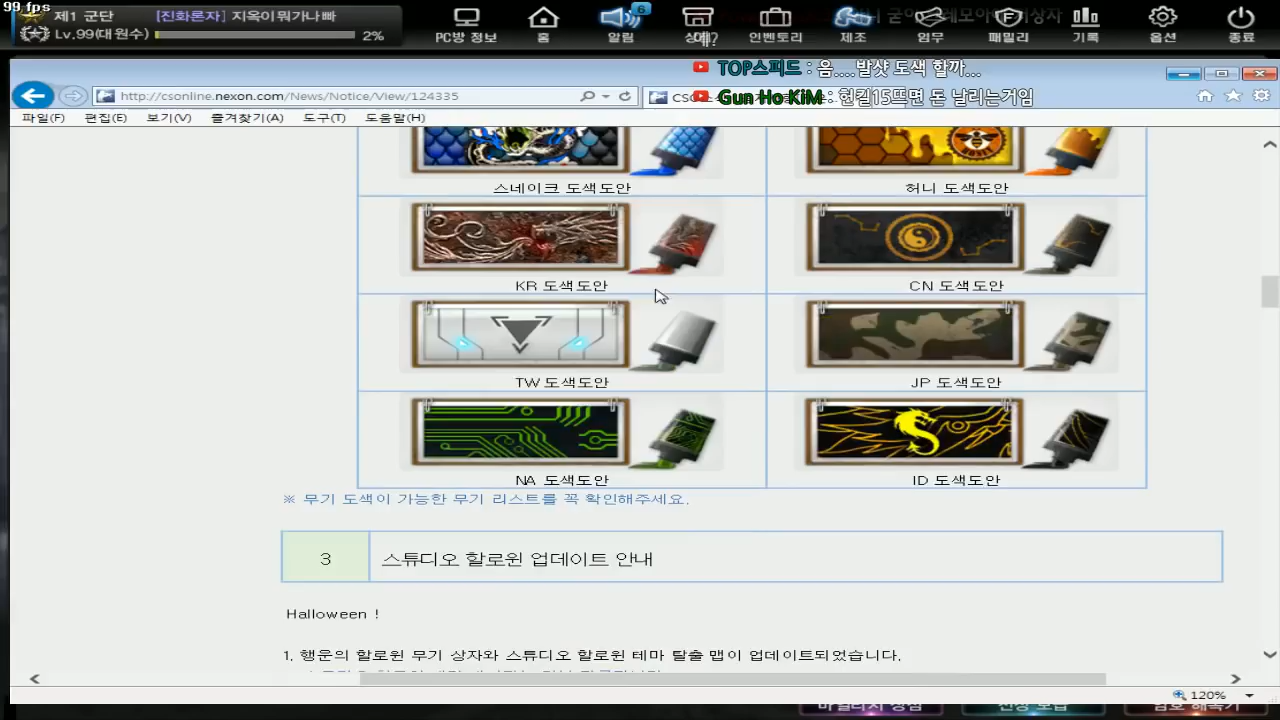 99 fps
제1 군단
[진화론자] 지옥이뭐가나빠
Lv.99(대원수)
2%
6
PC방 정보
홈
알림
인벤토리
제조
임무
패밀리
기록
옵션
종료
TOP스피드 : 음....발샷 도색 할까...
Gun Ho KiM : 헌킬15뜨면 돈 날리는거임
http://csonline.nexon.com/News/Notice/View/124335
파일(F)
편집(E)
보기(V)
즐겨찾기(A)
도구(T)
도움말(H)
스네이크 도색도안
허니 도색도안
KR 도색도안
CN 도색도안
TW 도색도안
JP 도색도안
NA 도색도안
ID 도색도안
※ 무기 도색이 가능한 무기 리스트를 꼭 확인해주세요.
3
스튜디오 할로윈 업데이트 안내
Halloween !
1. 행운의 할로윈 무기 상자와 스튜디오 할로윈 테마 탈출 맵이 업데이트되었습니다.
120%